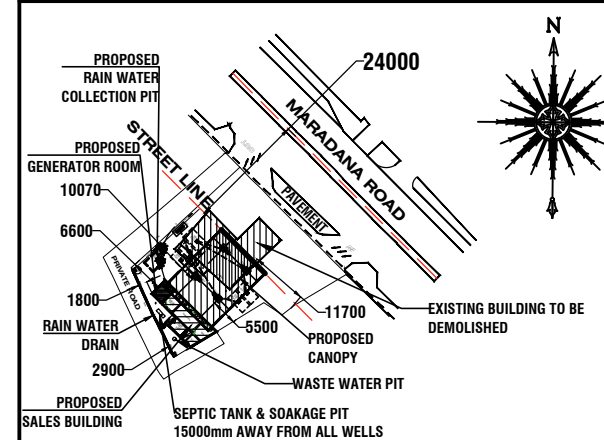 PROPOSED
RAIN WATER
COLLECTION PIT
24000
N
MARADANA ROAD
STREET LINE
PROPOSED
GENERATOR ROOM
10070
PAVEMENT
6600
PRIVATE ROAD
1800
11700
EXISTING BUILDING TO BE
DEMOLISHED
RAIN WATER
DRAIN
5500
PROPOSED
CANOPY
2900
WASTE WATER PIT
PROPOSED
SALES BUILDING
SEPTIC TANK & SOAKAGE PIT
15000mm AWAY FROM ALL WELLS